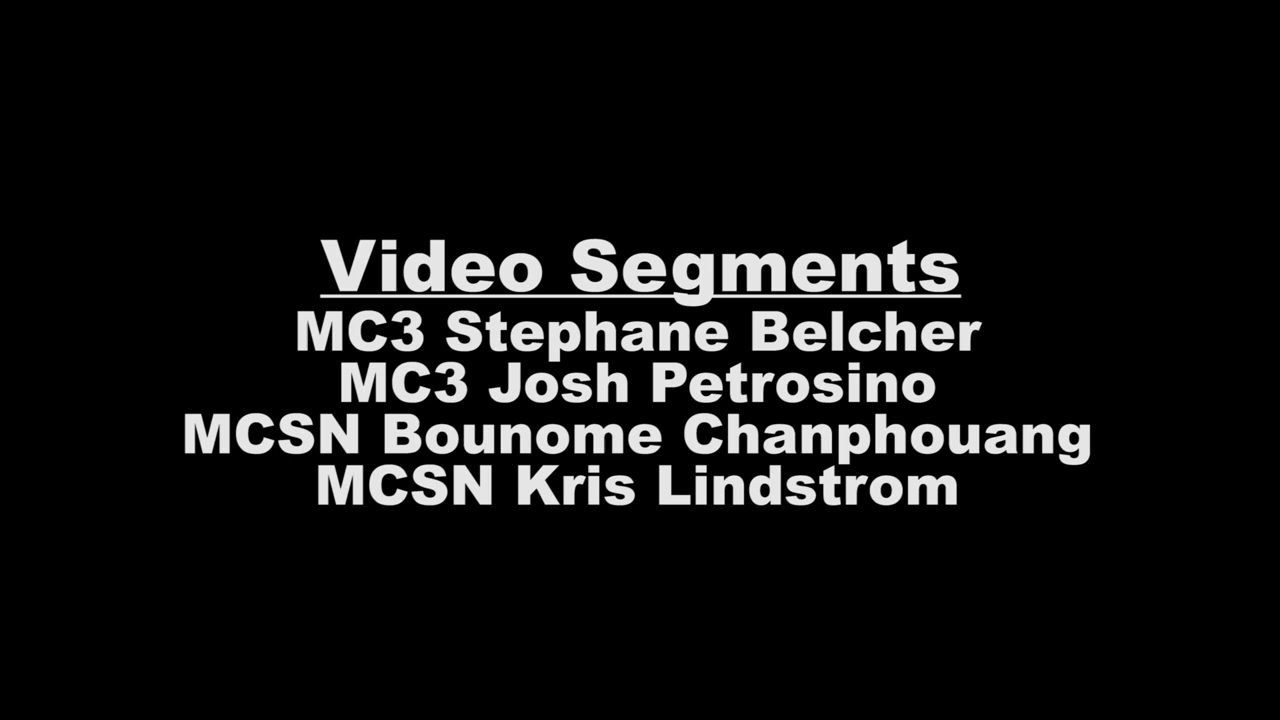 Video Segments
MC3 Stephane Belcher
MC3 Josh Petrosino
MCSN Bounome Chanphouang
MCSN Kris Lindstrom